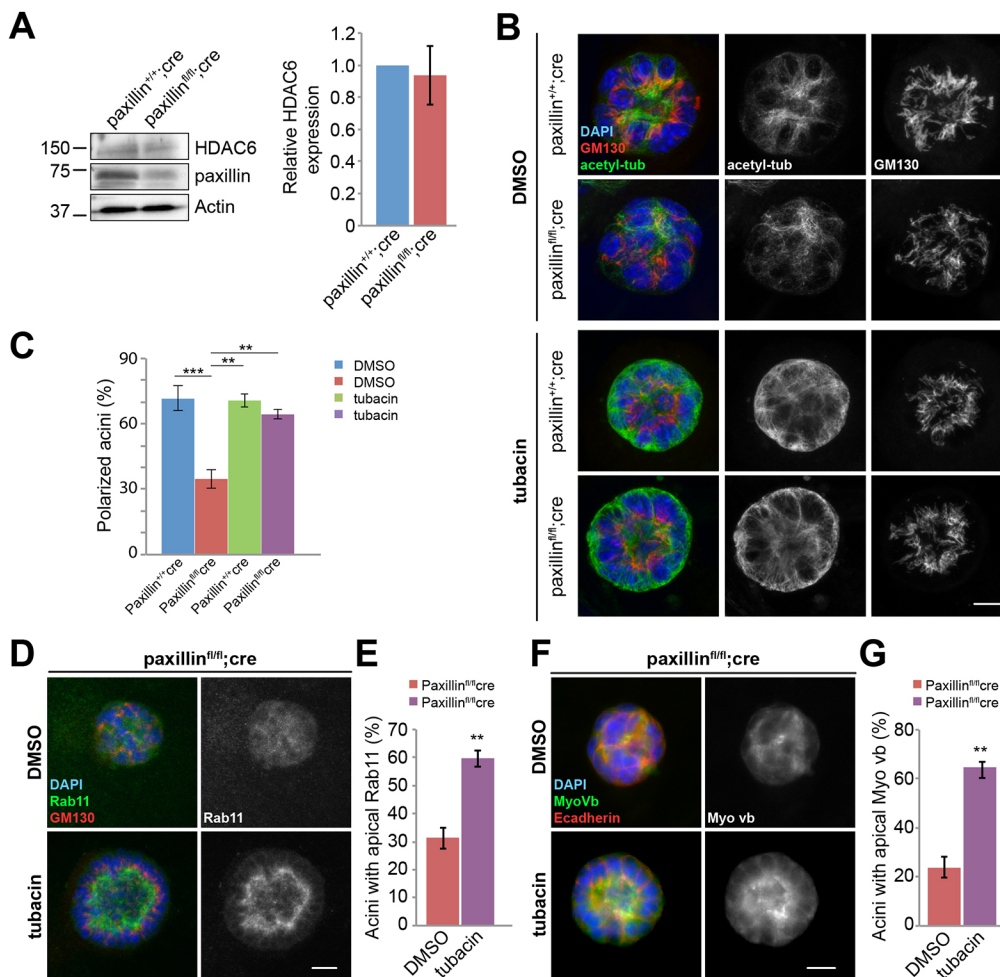 A
paxillin+/+;cre
paxillinfl/fl;cre
150
HDAC6
75
paxillin
37
Actin
Relative HDAC6
expression
1.2
1.0
0.8
0.6
0.4
0.2
0
paxillin+/+;cre
paxillinfl/fl;cre
B
DMSO
paxillin+/+;cre
DAPI
GM130
acetyl-tub
acetyl-tub
GM130
paxillinfl/fl;cre
tubacin
paxillin+/+;cre
paxillinfl/fl;cre
C
Polarized acini (%)
90
60
30
0
***
**
**
DMSO
DMSO
tubacin
tubacin
Paxillin+/+cre
Paxillinfl/flcre
Paxillin+/+cre
Paxillinfl/flcre
D
paxillinfl/fl;cre
DMSO
DAPI
Rab11
GM130
Rab11
tubacin
E
Paxillinfl/flcre
Paxillinfl/flcre
Acini with apical Rab11 (%)
70
60
50
40
30
20
10
0
**
DMSO
tubacin
F
paxillinfl/fl;cre
DMSO
DAPI
MyoVb
Ecadherin
Myo vb
tubacin
G
Paxillinfl/flcre
Paxillinfl/flcre
Acini with apical Myo vb (%)
80
60
40
20
0
**
DMSO
tubacin